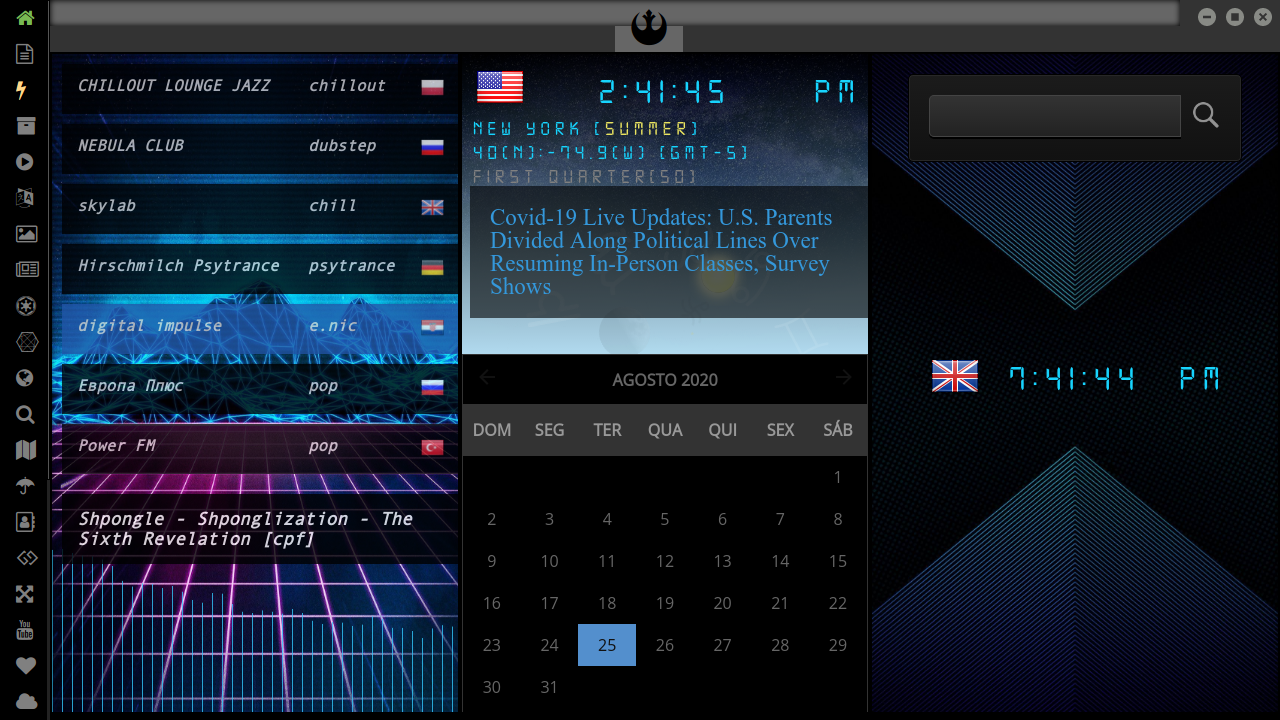 CHILLOUT LOUNGE JAZZ chillout
NEBULA CLUB dubstep
skylab chill
Hirschmilch Psytrance psytrance
digital impulse e.nic
Европа Плюс pop
Power FM pop
Shpongle - Shponglization - The
Sixth Revelation [cpf]
2:41:45 PM
NEW YORK (SUMMER)
40(N):-74.9(W) (GMT-5)
FIRST QUARTER(50)
Covid-19 Live Updates: U.S. Parents
Divided Along Political Lines Over
Resuming In-Person Classes, Survey
Shows
AGOSTO 2020
DOM SEG TER QUA QUI SEX SÁB
1
2 3 4 5 6 7 8
9 10 11 12 13 14 15
16 17 18 19 20 21 22
23 24 25 26 27 28 29
30 31
7:41:44 PM
You
Tube